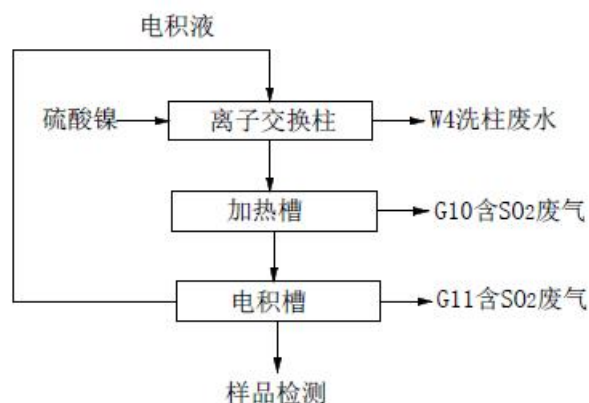 电积液
硫酸镍
离子交换柱
W4洗柱废水
加热槽
G10含SO2废气
电积槽
G11含SO2废气
样品检测